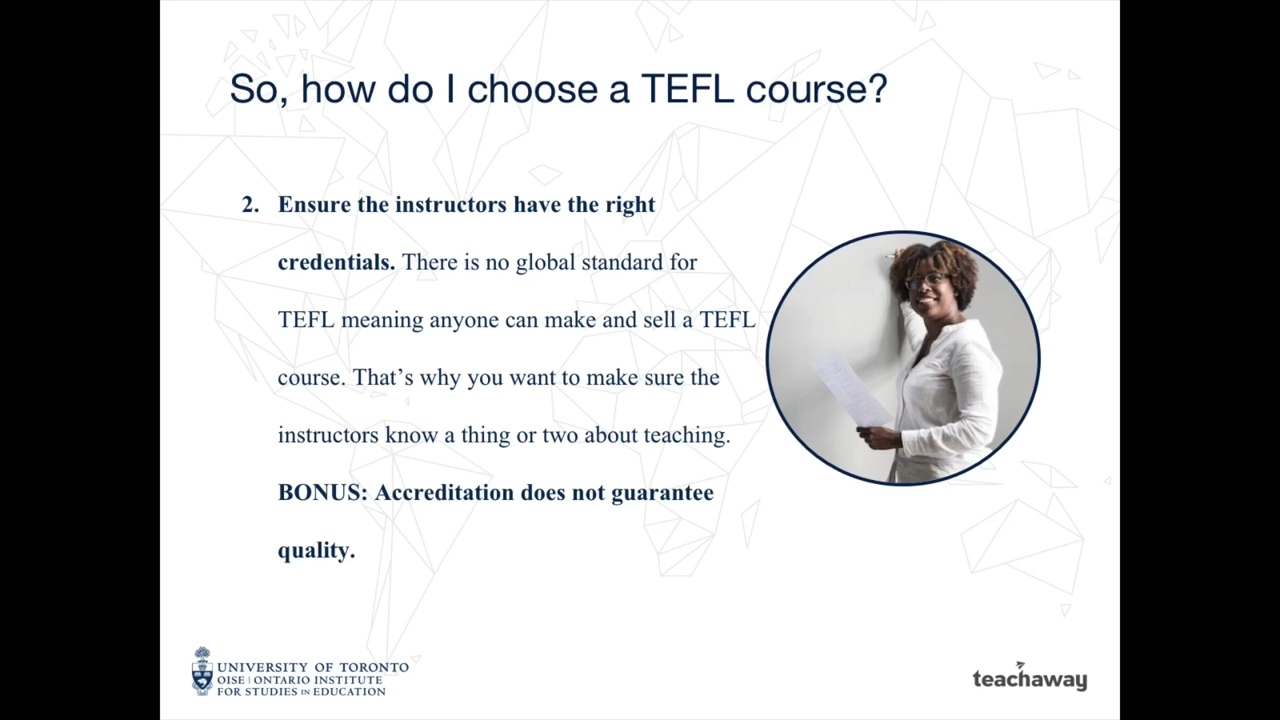 So, how do I choose a TEFL course?
2. Ensure the instructors have the right
credentials. There is no global standard for
TEFL meaning anyone can make and sell a TEFL
course. That’s why you want to make sure the
instructors know a thing or two about teaching.
BONUS: Accreditation does not guarantee
quality.
UNIVERSITY OF TORONTO
OISE | ONTARIO INSTITUTE
FOR STUDIES IN EDUCATION
teachaway